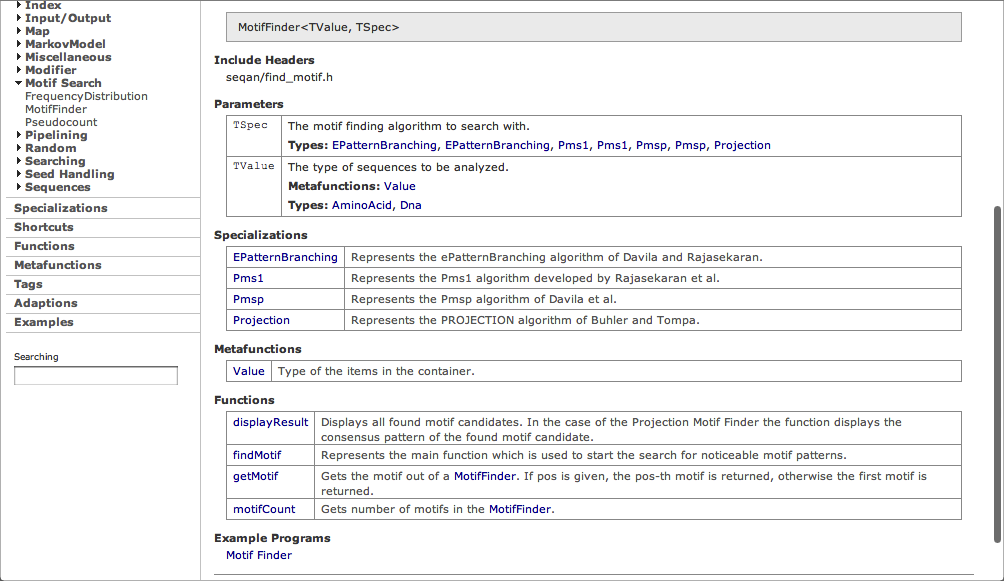 Index
Input/Output
Map
MarkovModel
Miscellaneous
Modifier
Motif Search
FrequencyDistribution
MotifFinder
Pseudocount
Pipelining
Random
Searching
Seed Handling
Sequences
Specializations
Shortcuts
Functions
Metafunctions
Tags
Adaptions
Examples
Searching
MotifFinder<TValue, TSpec>
Include Headers
seqan/find_motif.h
Parameters
TSpec The motif finding algorithm to search with.
Types: EPatternBranching, EPatternBranching, Pms1, Pms1, Pmsp, Pmsp, Projection
TValue The type of sequences to be analyzed.
Metafunctions: Value
Types: AminoAcid, Dna
Specializations
EPatternBranching Represents the ePatternBranching algorithm of Davila and Rajasekaran.
Pms1 Represents the Pms1 algorithm developed by Rajasekaran et al.
Pmsp Represents the Pmsp algorithm of Davila et al.
Projection Represents the PROJECTION algorithm of Buhler and Tompa.
Metafunctions
Value Type of the items in the container.
Functions
displayResult Displays all found motif candidates. In the case of the Projection Motif Finder the function displays the
consensus pattern of the found motif candidate.
findMotif Represents the main function which is used to start the search for noticeable motif patterns.
getMotif Gets the motif out of a MotifFinder. If pos is given, the pos-th motif is returned, otherwise the first motif is
returned.
motifCount Gets number of motifs in the MotifFinder.
Example Programs
Motif Finder